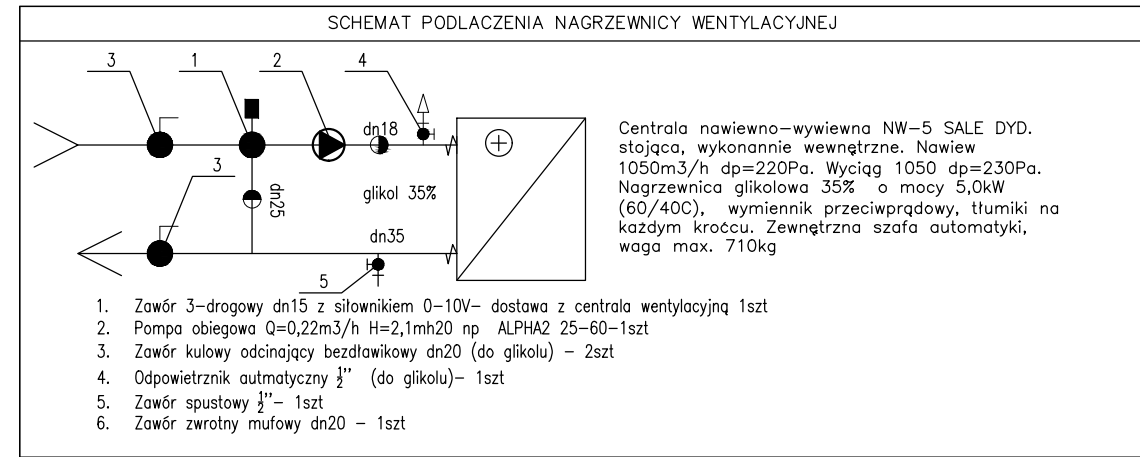 SCHEMAT PODLACZENIA NAGRZEWNICY WENTYLACYJNEJ
3
1
2
4
dn18
3
dn25
glikol 35%
dn35
5
Centrala nawiewno-wywiewna NW-5 SALE DYD.
stojąca, wykonannie wewnętrzne. Nawiew
1050m3/h dp=220Pa. Wyciąg 1050 dp=230Pa.
Nagrzewnica glikolowa 35% o mocy 5,0kW
(60/40C), wymiennik przeciwprądowy, tłumiki na
każdym kroćcu. Zewnętrzna szafa automatyki,
waga max. 710kg
1. Zawór 3-drogowy dn15 z siłownikiem 0-10V- dostawa z centrala wentylacyjną 1szt
2. Pompa obiegowa Q=0,22m3/h H=2,1mh20 np ALPHA2 25-60-1szt
3. Zawór kulowy odcinający bezdławikowy dn20 (do glikolu) - 2szt
4. Odpowietrznik autmatyczny 1/2'' (do glikolu)- 1szt
5. Zawór spustowy 1/2''- 1szt
6. Zawór zwrotny mufowy dn20 - 1szt